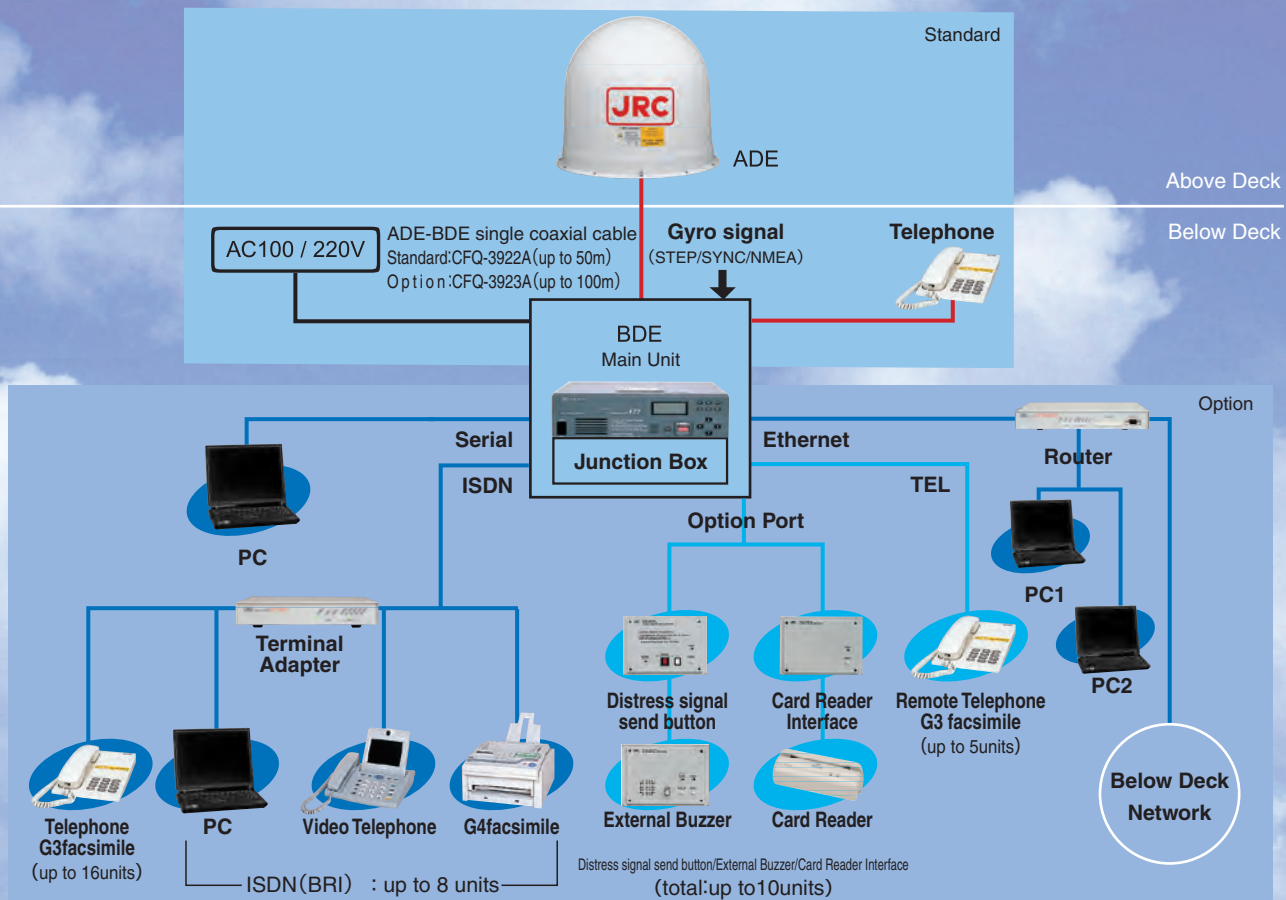 Standard
JRC
ADE
Above Deck
Below Deck
AC100 / 220V
ADE-BDE single coaxial cable
Standard:CFQ-3922A(up to 50m)
Option:CFQ-3923A(up to 100m)
Gyro signal
(STEP/SYNC/NMEA)
Telephone
BDE
Main Unit
Junction Box
Option
Serial
ISDN
Ethernet
TEL
Option Port
Router
PC
PC1
PC2
Terminal
Adapter
Distress signal
send button
Card Reader
Interface
Remote Telephone
G3 facsimile
(up to 5units)
Below Deck
Network
Telephone
G3facsimile
(up to 16units)
PC
Video Telephone
G4facsimile
External Buzzer
Card Reader
ISDN(BRI) : up to 8 units
Distress signal send button/External Buzzer/Card Reader Interface
(total:up to10units)